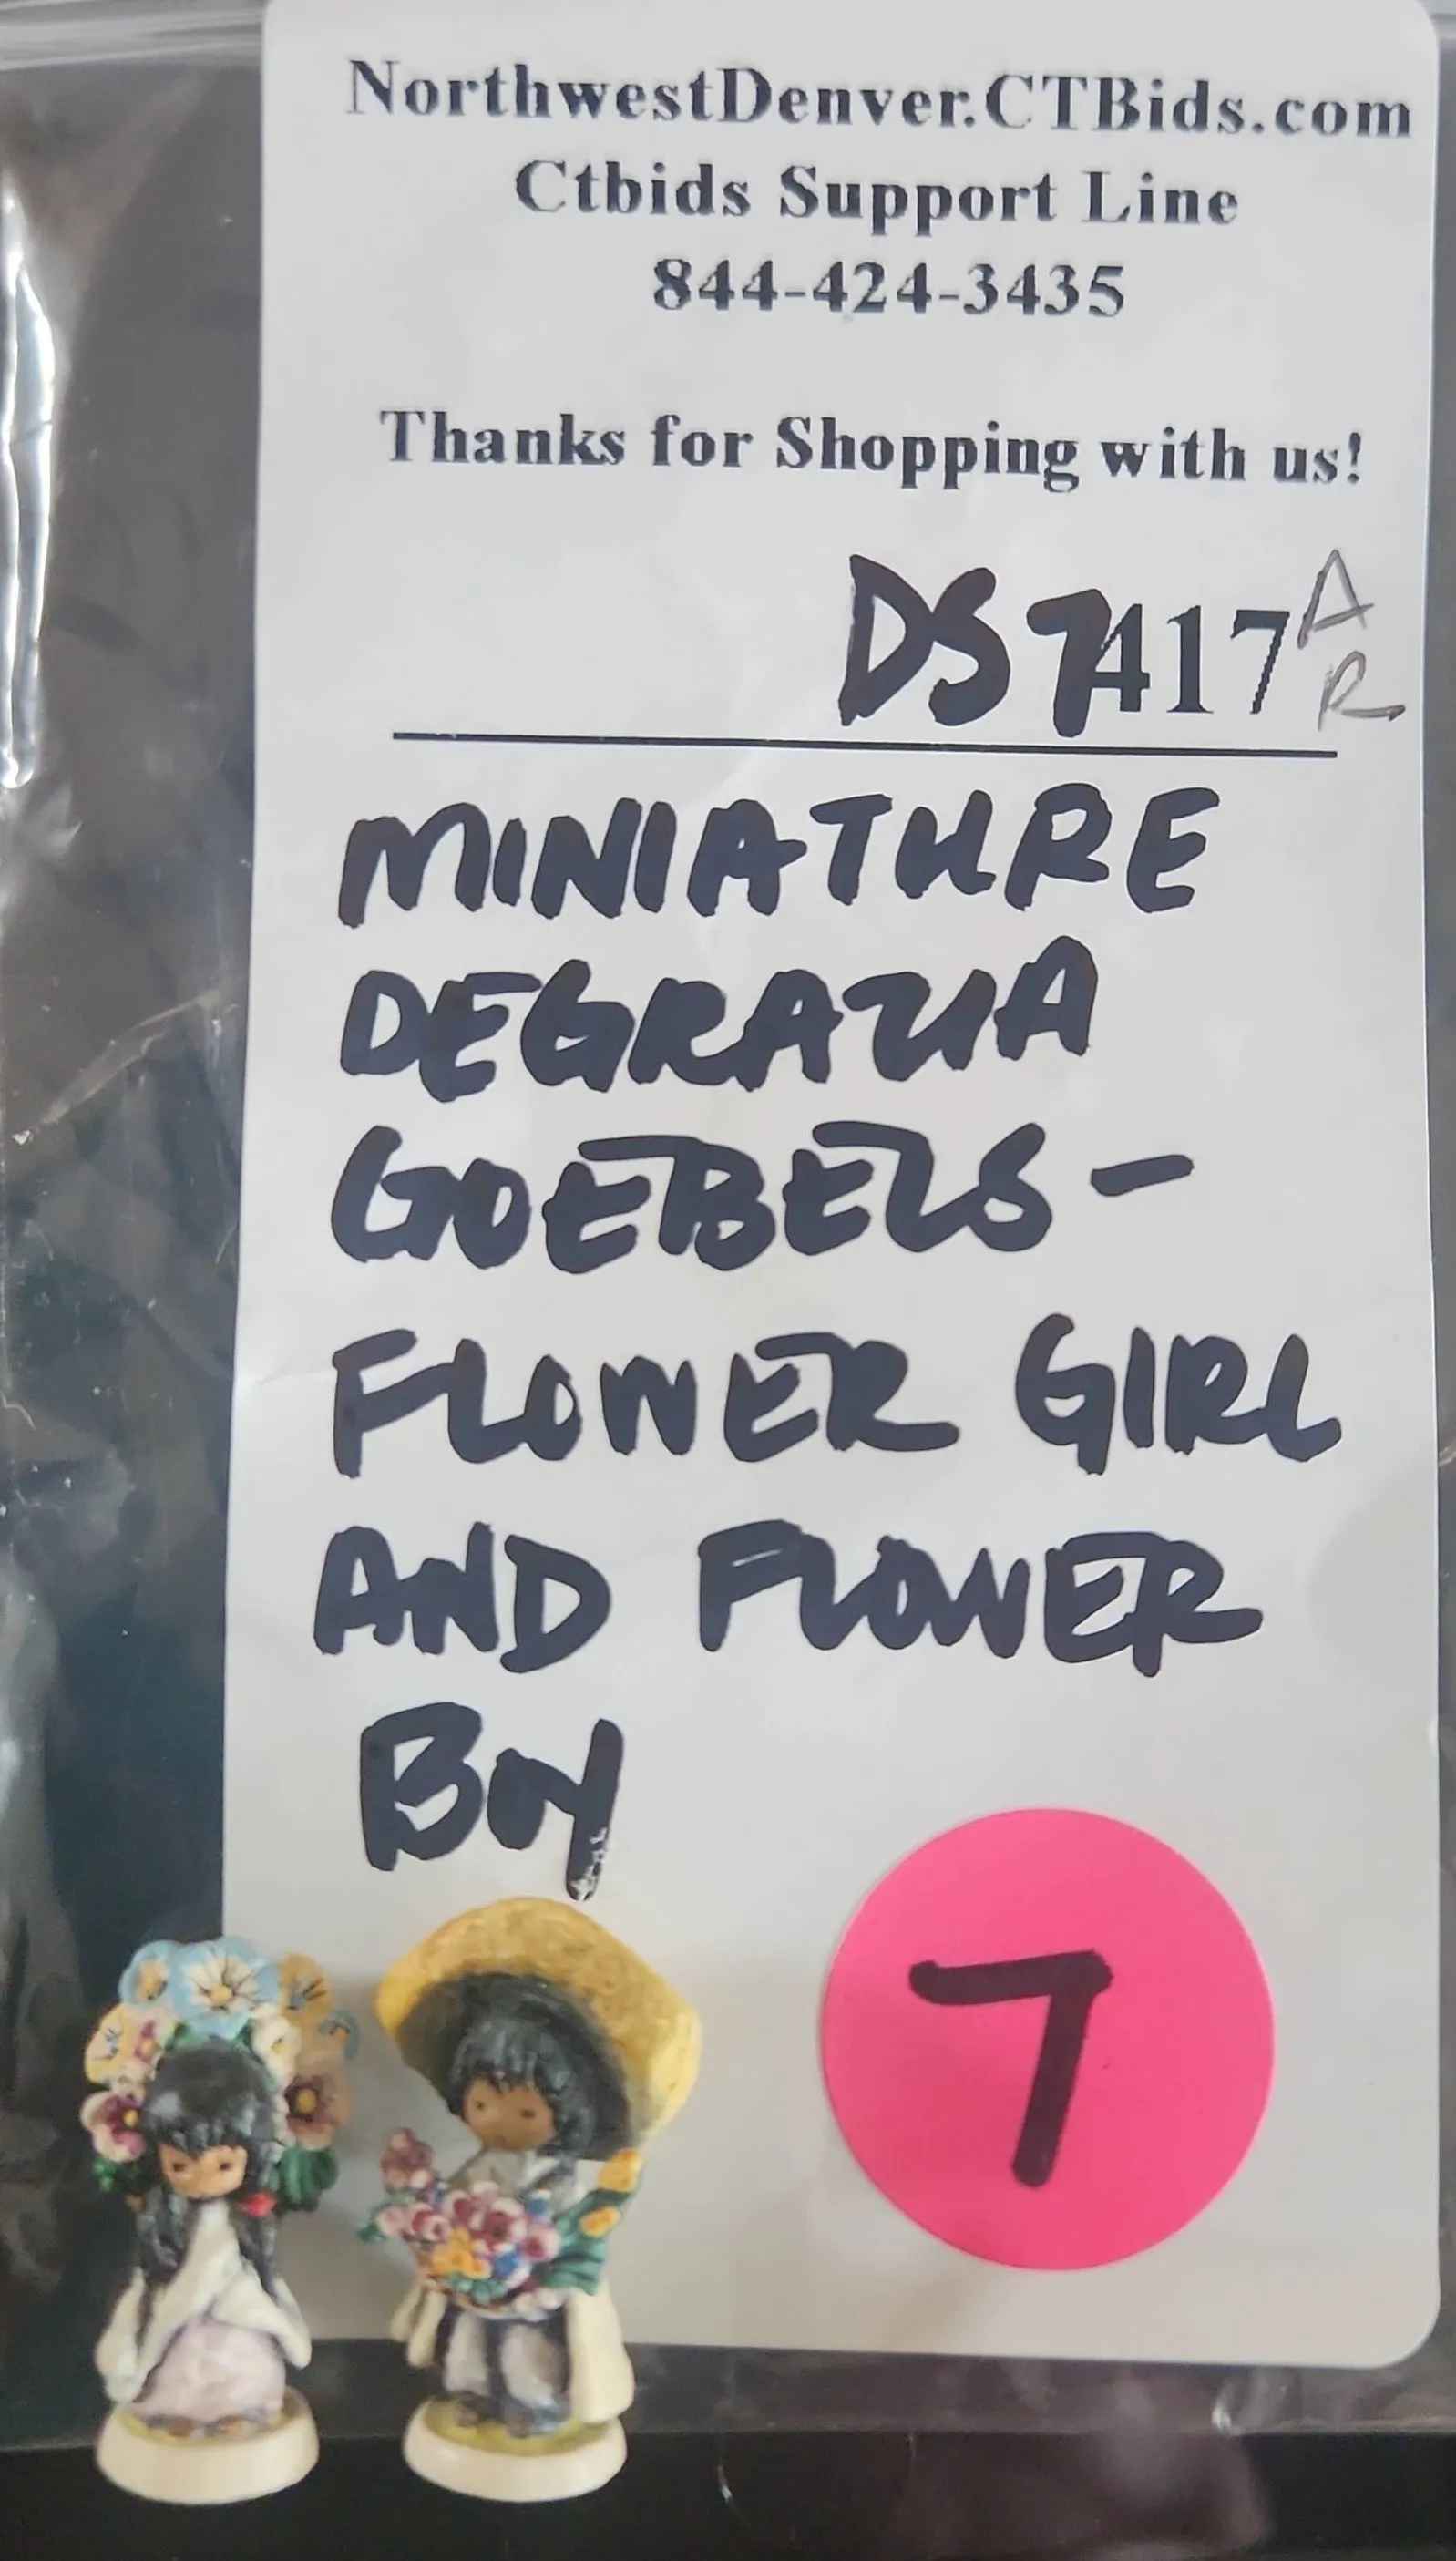 NorthwestDenver.CTBids.com
Ctbids Support Line
844-424-3435
Thanks for Shopping with us!
DS7417 A
R
MINIATURE
DEGRAZIA
GOEBELS -
FLOWER GIRL
AND FLOWER
BOY
7